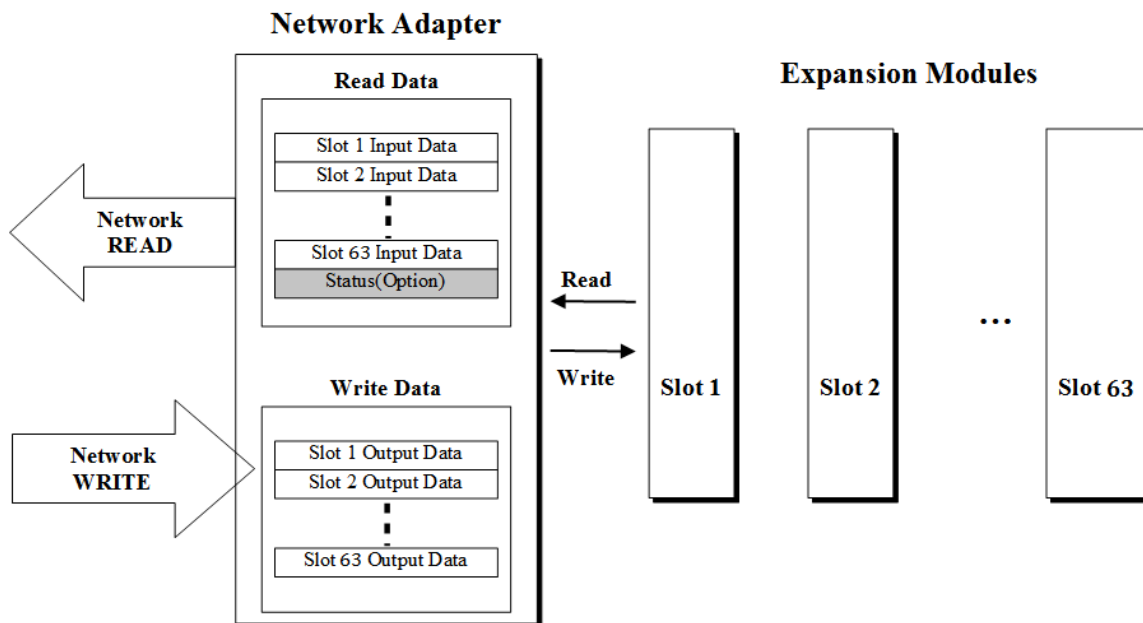 Network Adapter
Read Data
Slot 1 Input Data
Slot 2 Input Data
Slot 63 Input Data
Status(Option)
Network
READ
Write Data
Slot 1 Output Data
Slot 2 Output Data
Slot 63 Output Data
Network
WRITE
Read
Write
Expansion Modules
Slot 1
Slot 2
...
Slot 63